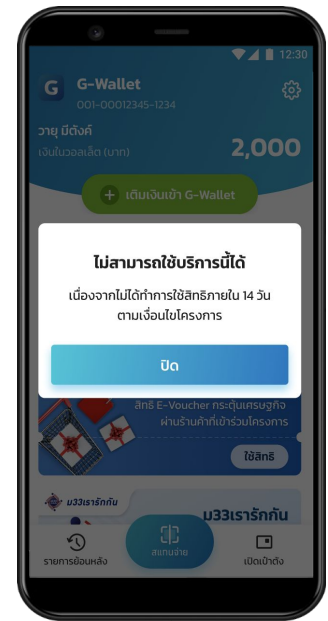 12:30
G G-Wallet
001-00012345-1234
วายุ มีตังค์
เงินในวอลเล็ต (บาท) 2,000
+ เติมเงินเข้า G-Wallet
ไม่สามารถใช้บริการนี้ได้
เนื่องจากไม่ได้ทำการใช้สิทธิภายใน 14 วัน
ตามเงื่อนไขโครงการ
ปิด
สิทธิ E-Voucher กระตุ้นเศรษฐกิจ
ผ่านร้านค้าที่เข้าร่วมโครงการ
ใช้สิทธิ
ม33เรารักกัน
ม33เรารักกัน
รายการย้อนหลัง
สแกนจ่าย
เปิดเป๋าตัง